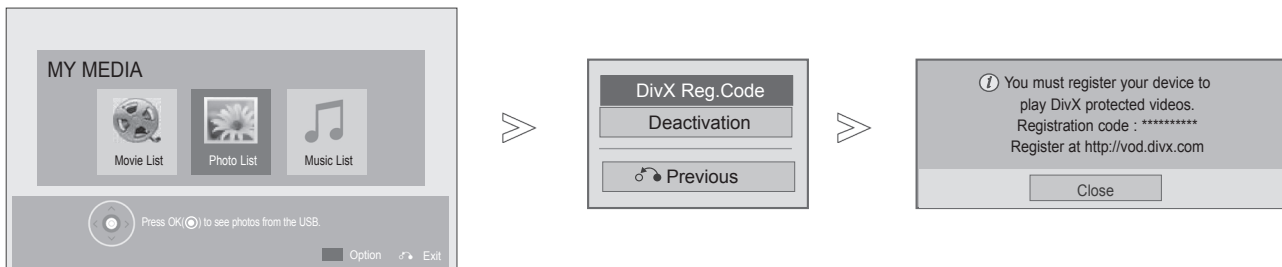 MY MEDIA
Movie List
Photo List
Music List
Press OK(◉) to see photos from the USB.
Option
Exit
DivX Reg.Code
Deactivation
Previous
You must register your device to
play DivX protected videos.
Registration code : **********
Register at http://vod.divx.com
Close